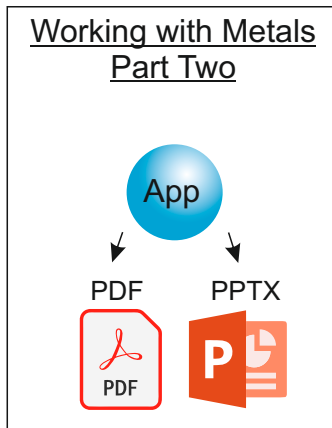 Working with Metals
Part Two
App
PDF PPTX
PDF P